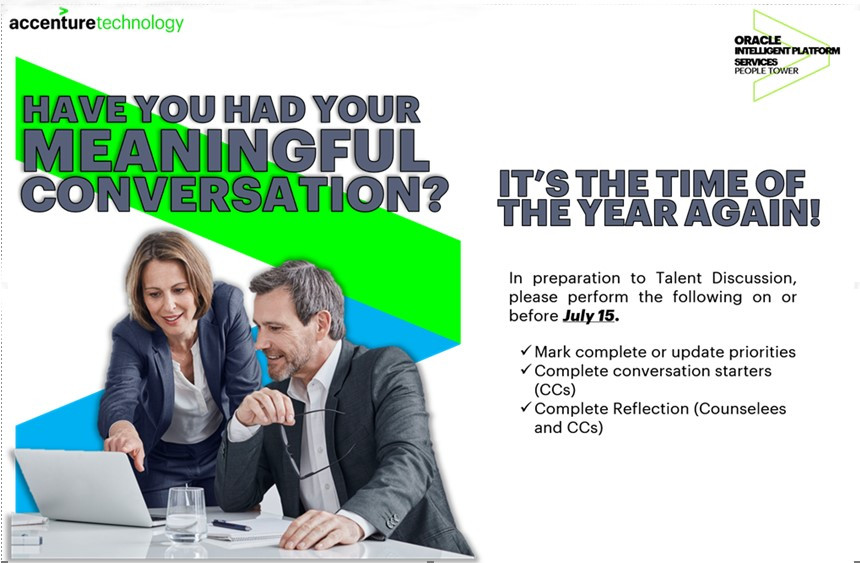 accenturetechnology
ORACLE
INTELLIGENT PLATFORM
SERVICES
PEOPLE TOWER
HAVE YOU HAD YOUR
MEANINGFUL
CONVERSATION?
IT'S THE TIME OF
THE YEAR AGAIN!
In preparation to Talent Discussion,
please perform the following on or
before July 15.
✓ Mark complete or update priorities
✓ Complete conversation starters
(CCs)
✓ Complete Reflection (Counselees
and CCs)